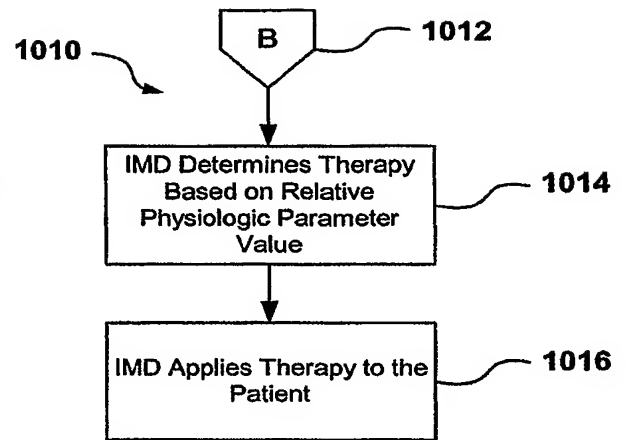 1010
B
1012
IMD Determines Therapy
Based on Relative
Physiologic Parameter
Value
1014
IMD Applies Therapy to the
Patient
1016